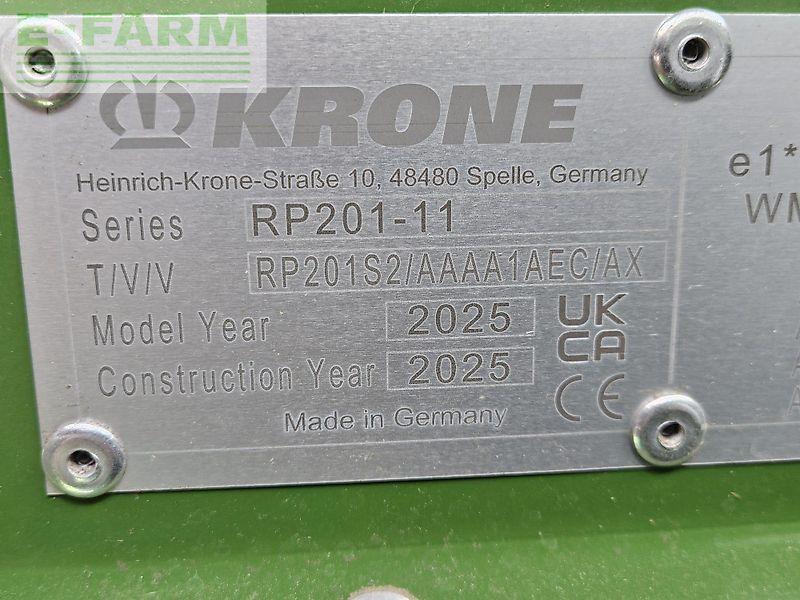 E-FARM
KRONE
Heinrich-Krone-Straße 10, 48480 Spelle, Germany
Series RP201-11
T/V/V RP201S2/AAAA1AEC/AX
Model Year 2025
Construction Year 2025
UK
CA
CE
Made in Germany
e1*
WM